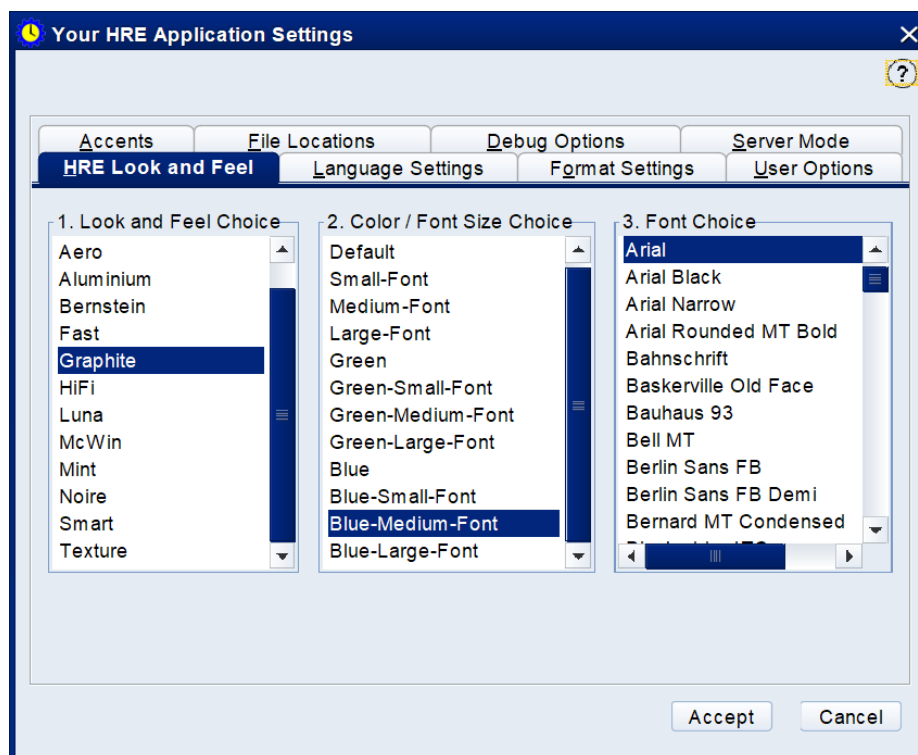 Your HRE Application Settings
?
Accents File Locations Debug Options Server Mode
HRE Look and Feel Language Settings Format Settings User Options
1. Look and Feel Choice
Aero
Aluminium
Bernstein
Fast
Graphite
HiFi
Luna
McWin
Mint
Noire
Smart
Texture
2. Color / Font Size Choice
Default
Small-Font
Medium-Font
Large-Font
Green
Green-Small-Font
Green-Medium-Font
Green-Large-Font
Blue
Blue-Small-Font
Blue-Medium-Font
Blue-Large-Font
3. Font Choice
Arial
Arial Black
Arial Narrow
Arial Rounded MT Bold
Bahnschrift
Baskerville Old Face
Bauhaus 93
Bell MT
Berlin Sans FB
Berlin Sans FB Demi
Bernard MT Condensed
Accept Cancel